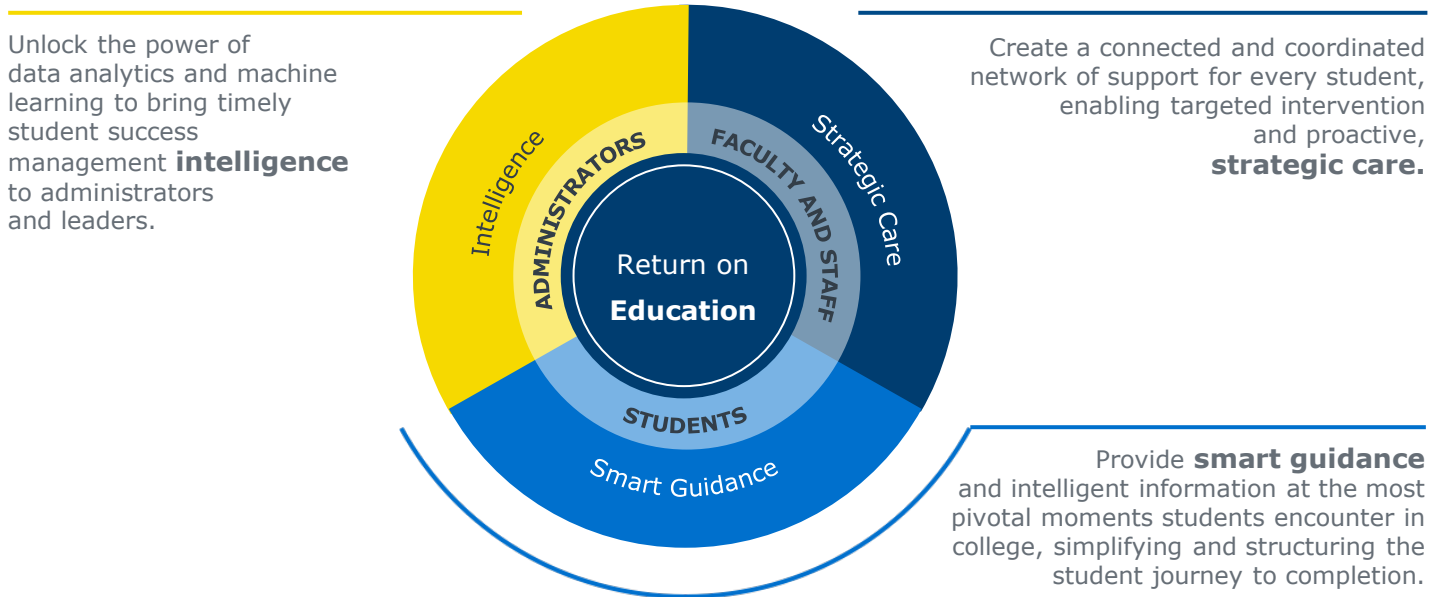 Unlock the power of
data analytics and machine
learning to bring timely
student success
management intelligence
to administrators
and leaders.
Intelligence
ADMINISTRATORS
FACULTY AND STAFF
Strategic Care
Return on
Education
STUDENTS
Smart Guidance
Create a connected and coordinated
network of support for every student,
enabling targeted intervention
and proactive,
strategic care.
Provide smart guidance
and intelligent information at the most
pivotal moments students encounter in
college, simplifying and structuring the
student journey to completion.